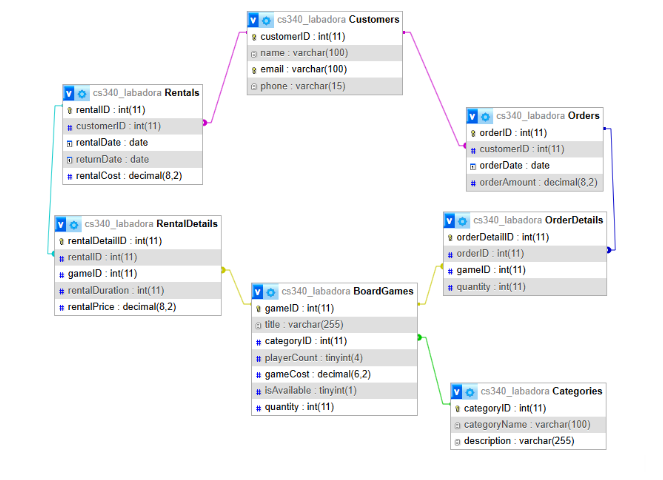 cs340_labadora Customers
customerID : int(11)
name : varchar(100)
email : varchar(100)
phone : varchar(15)
cs340_labadora Rentals
rentalID : int(11)
customerID : int(11)
rentalDate : date
returnDate : date
rentalCost : decimal(8,2)
cs340_labadora Orders
orderID : int(11)
customerID : int(11)
orderDate : date
orderAmount : decimal(8,2)
cs340_labadora RentalDetails
rentalDetailID : int(11)
rentalID : int(11)
gameID : int(11)
rentalDuration : int(11)
rentalPrice : decimal(8,2)
cs340_labadora OrderDetails
orderDetailID : int(11)
orderID : int(11)
gameID : int(11)
quantity : int(11)
cs340_labadora BoardGames
gameID : int(11)
title : varchar(255)
categoryID : int(11)
playerCount : tinyint(4)
gameCost : decimal(6,2)
isAvailable : tinyint(1)
quantity : int(11)
cs340_labadora Categories
categoryID : int(11)
categoryName : varchar(100)
description : varchar(255)